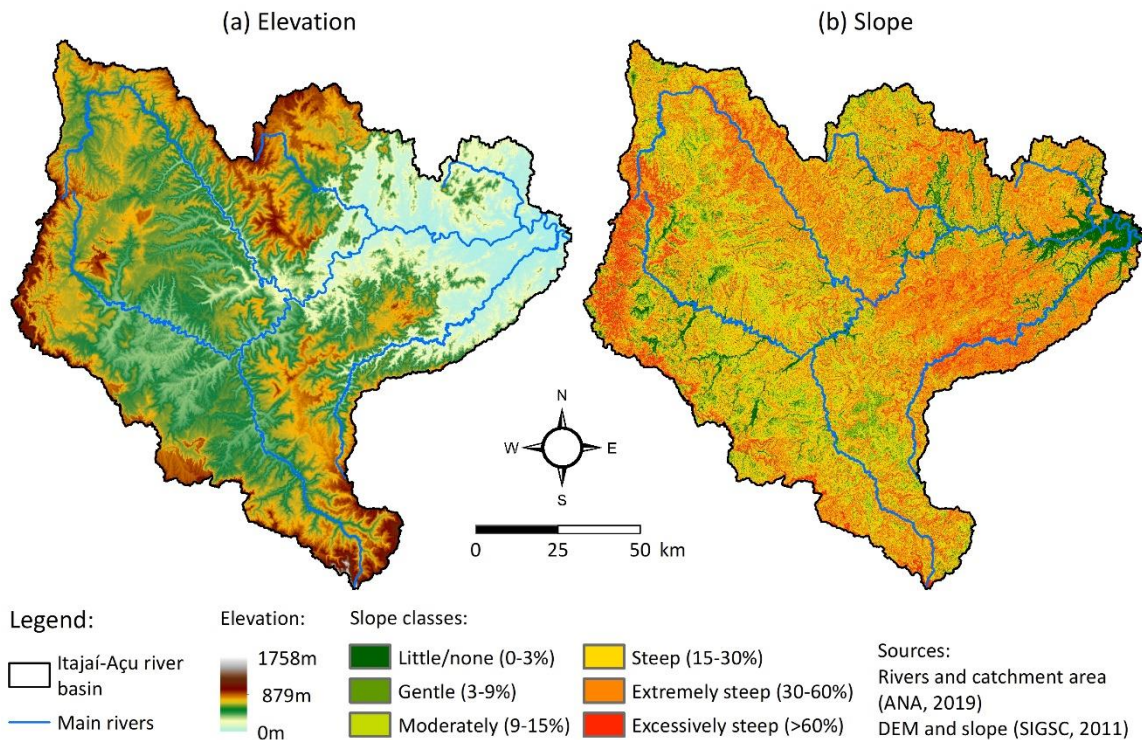 (a) Elevation
(b) Slope
N
W
E
S
0
25
50 km
Legend:
Itajaí-Açu river
basin
Main rivers
Elevation:
1758m
879m
0m
Slope classes:
Little/none (0-3%)
Gentle (3-9%)
Moderately (9-15%)
Steep (15-30%)
Extremely steep (30-60%)
Excessively steep (>60%)
Sources:
Rivers and catchment area
(ANA, 2019)
DEM and slope (SIGSC, 2011)